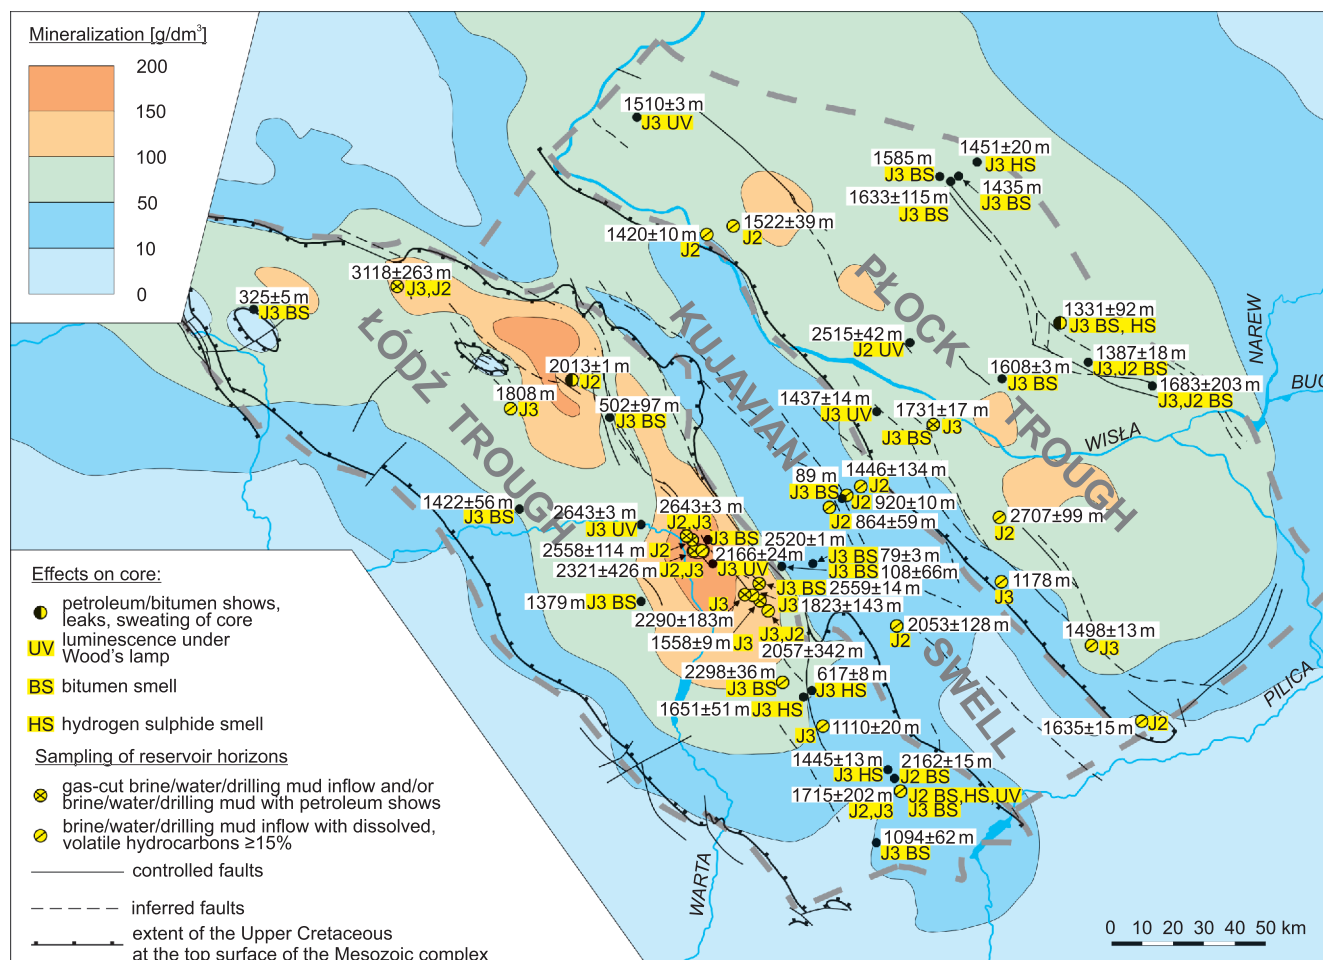 Mineralization [g/dm³]
200
150
100
50
10
0
1510±3 m
J3 UV
1451±20 m
J3 HS
1585 m
J3 BS
1435 m
J3 BS
1633±115 m
J3 BS
1522±39 m
J2
1420±10 m
J2
3118±263 m
J3,J2
325±5 m
J3 BS
ŁÓDŹ TROUGH
KUJAVIAN SWELL
PŁOCK TROUGH
1331±92 m
J3 BS, HS
NAREW
2515±42 m
J2 UV
1387±18 m
J3,J2 BS
1608±3 m
J3 BS
1683±203 m
J3,J2 BS
BUG
2013±1 m
J2
1808 m
J3
502±97 m
J3 BS
1437±14 m
J3 UV
1731±17 m
J3 BS
J3
WISŁA
1446±134 m
J2
89 m
J3 BS
J2
920±10 m
J2
864±59 m
2707±99 m
J2
1422±56 m
J3 BS
2643±3 m
J3 UV
2643±3 m
J2,J3
J3 BS
2520±1 m
2558±114 m
J2
2166±24m
J3 UV
2321±426 m
J2,J3
J3 BS
79±3 m
J3 BS
108±66m
1178 m
J3
1379 m
J3 BS
J3 BS
2559±14 m
J3
J3
1823±143 m
2290±183m
1558±9 m
J3
J3,J2
2057±342 m
2053±128 m
J2
1498±13 m
J3
2298±36 m
J3 BS
617±8 m
J3 HS
1651±51 m
J3 HS
PILICA
1635±15 m
J2
J3
1110±20 m
1445±13 m
J3 HS
2162±15 m
J2 BS
1715±202 m
J2,J3
J2 BS,HS,UV
J3 BS
1094±62 m
J3 BS
WARTA
Effects on core:
petroleum/bitumen shows,
leaks, sweating of core
UV luminescence under
Wood's lamp
BS bitumen smell
HS hydrogen sulphide smell
Sampling of reservoir horizons
gas-cut brine/water/drilling mud inflow and/or
brine/water/drilling mud with petroleum shows
brine/water/drilling mud inflow with dissolved,
volatile hydrocarbons ≥15%
controlled faults
inferred faults
extent of the Upper Cretaceous
at the top surface of the Mesozoic complex
0 10 20 30 40 50 km